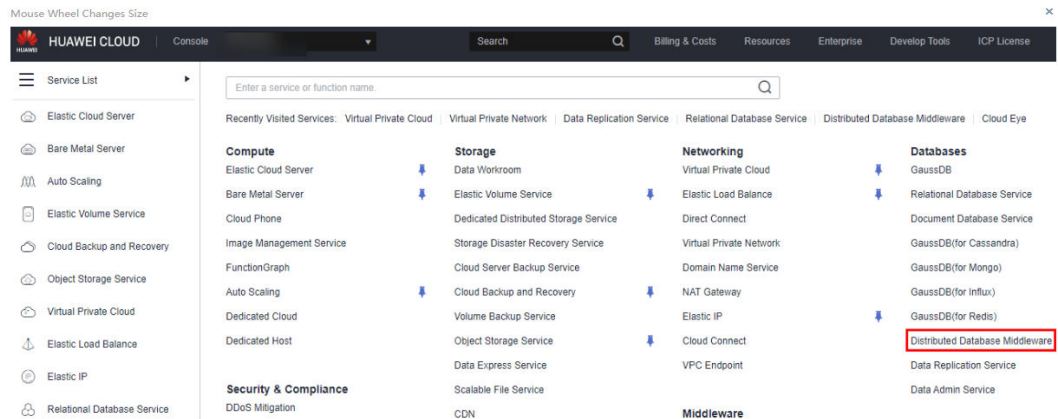 Mouse Wheel Changes Size ×
HUAWEI
HUAWEI CLOUD Console Search Billing & Costs Resources Enterprise Develop Tools ICP License
Service List
Elastic Cloud Server
Bare Metal Server
Auto Scaling
Elastic Volume Service
Cloud Backup and Recovery
Object Storage Service
Virtual Private Cloud
Elastic Load Balance
Elastic IP
Relational Database Service
Enter a service or function name.
Recently Visited Services: Virtual Private Cloud Virtual Private Network Data Replication Service Relational Database Service Distributed Database Middleware Cloud Eye
Compute
Elastic Cloud Server
Bare Metal Server
Cloud Phone
Image Management Service
FunctionGraph
Auto Scaling
Dedicated Cloud
Dedicated Host
Security & Compliance
DDoS Mitigation
Storage
Data Workroom
Elastic Volume Service
Dedicated Distributed Storage Service
Storage Disaster Recovery Service
Cloud Server Backup Service
Cloud Backup and Recovery
Volume Backup Service
Object Storage Service
Data Express Service
Scalable File Service
CDN
Networking
Virtual Private Cloud
Elastic Load Balance
Direct Connect
Virtual Private Network
Domain Name Service
NAT Gateway
Elastic IP
Cloud Connect
VPC Endpoint
Middleware
Databases
GaussDB
Relational Database Service
Document Database Service
GaussDB(for Cassandra)
GaussDB(for Mongo)
GaussDB(for Influx)
GaussDB(for Redis)
Distributed Database Middleware
Data Replication Service
Data Admin Service